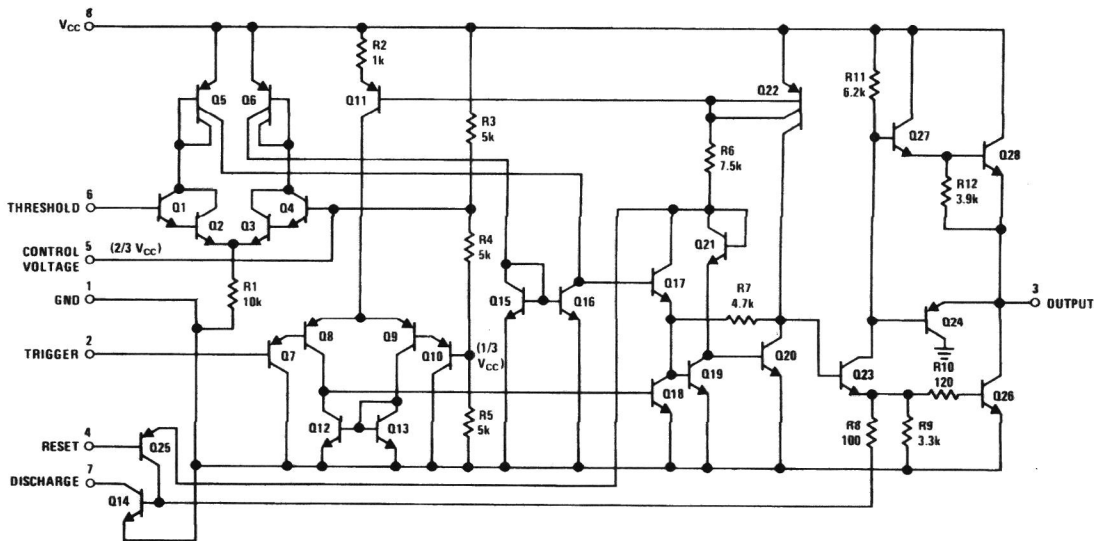 V_CC 8
R2
1k
R11
6.2k
Q5
Q6
Q11
Q22
Q27
R3
5k
Q28
R6
7.5k
R12
3.9k
THRESHOLD 6
Q1
Q2
Q3
Q4
CONTROL VOLTAGE 5
(2/3 V_CC)
R4
5k
Q21
GND 1
R1
10k
Q15
Q16
Q17
R7
4.7k
3 OUTPUT
TRIGGER 2
Q7
Q8
Q9
Q10
(1/3 V_CC)
Q24
Q18
Q19
Q20
Q23
R10
120
Q26
R5
5k
Q12
Q13
R8
100
R9
3.3k
RESET 4
Q25
DISCHARGE 7
Q14